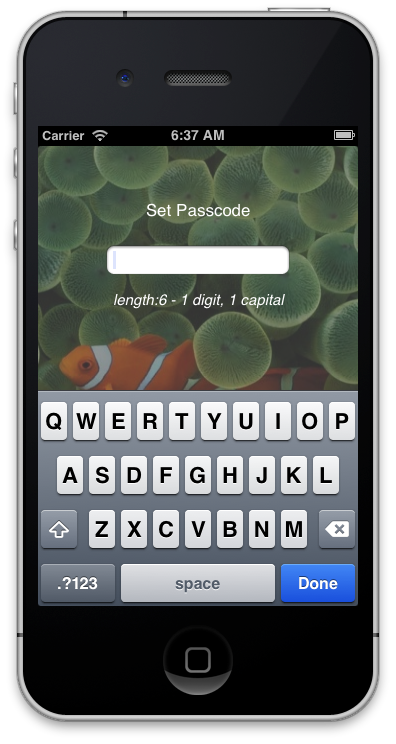 Carrier 6:37 AM
Set Passcode
length:6 - 1 digit, 1 capital
Q W E R T Y U I O P
A S D F G H J K L
Z X C V B N M
.?123 space Done